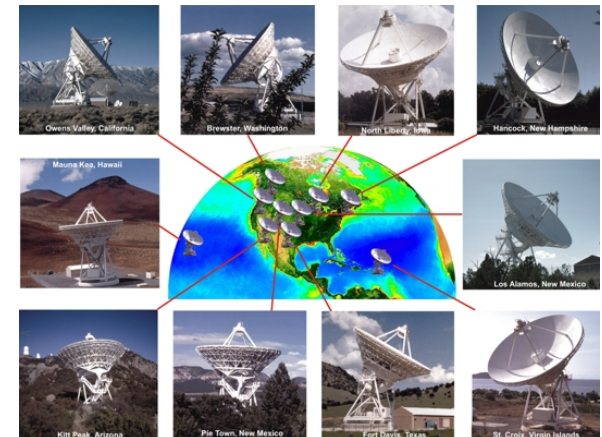 Owens Valley, California
Brewster, Washington
North Liberty, Iowa
Hancock, New Hampshire
Mauna Kea, Hawaii
Los Alamos, New Mexico
Kitt Peak, Arizona
Pie Town, New Mexico
Fort Davis, Texas
St. Croix, Virgin Islands